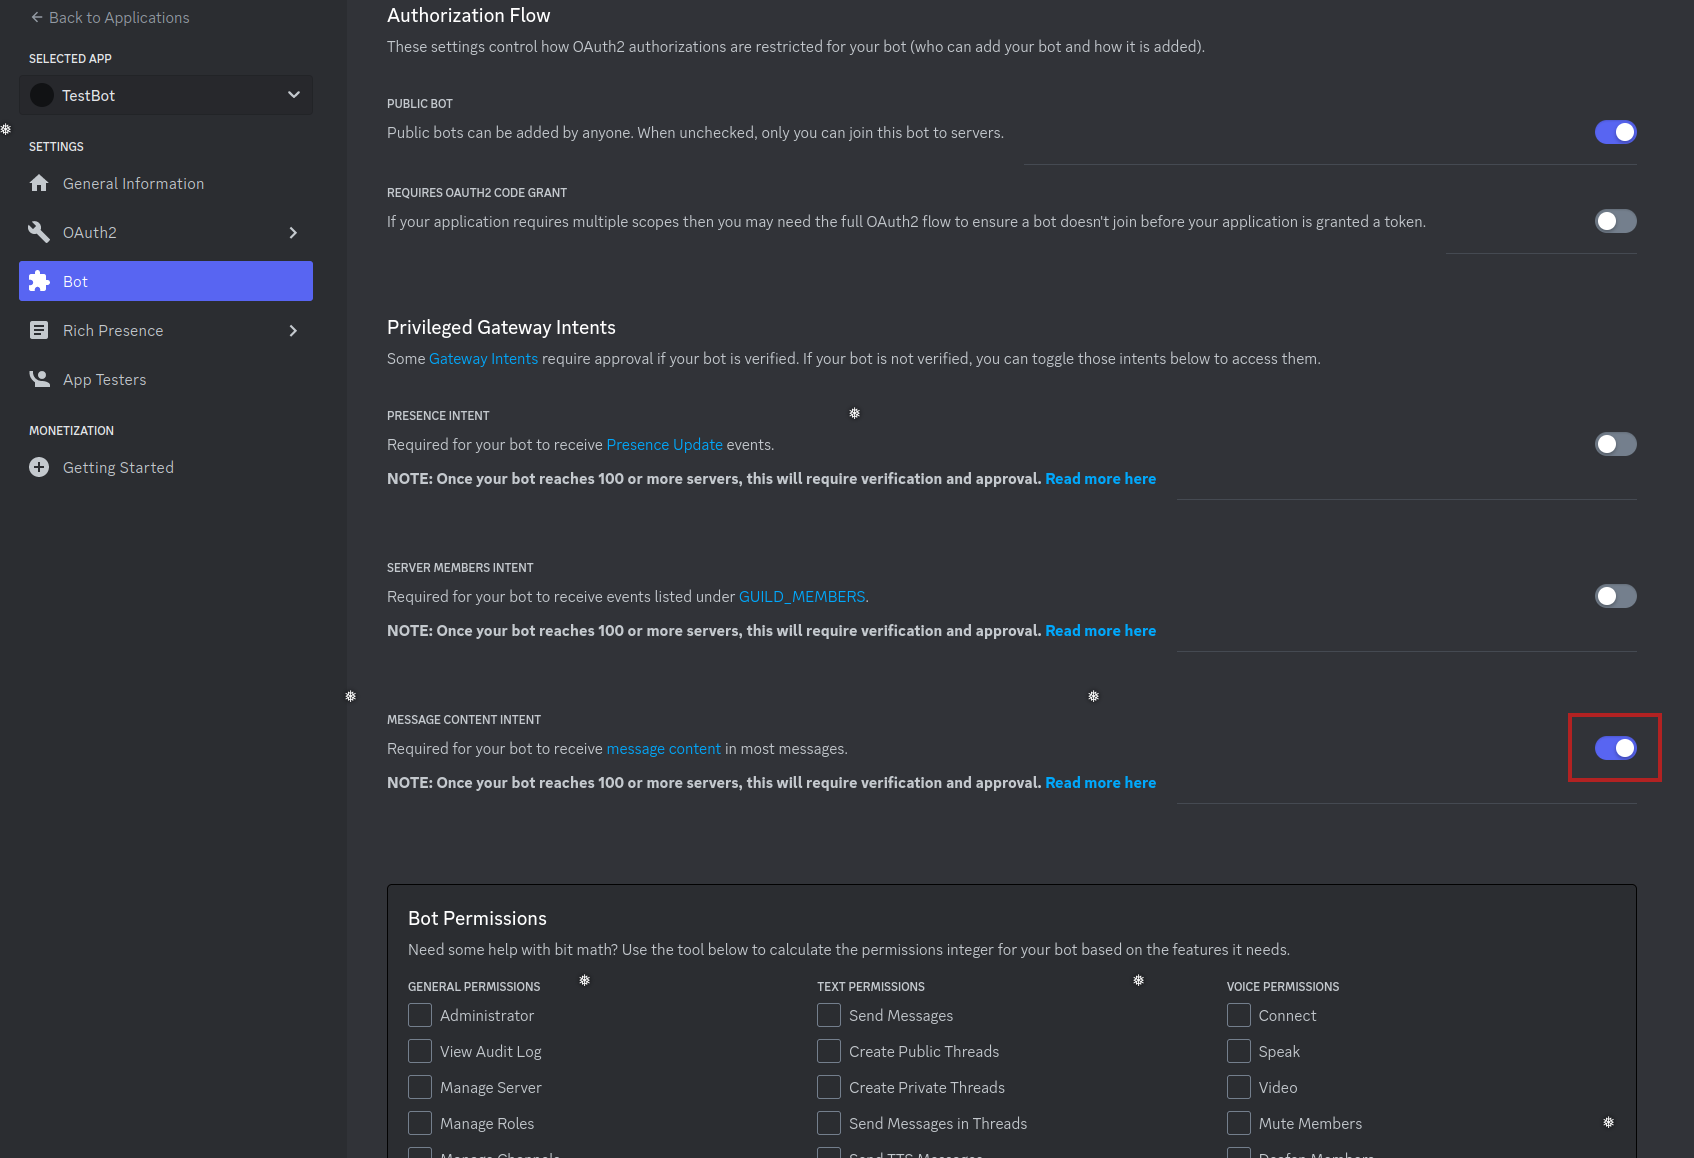 Back to Applications
SELECTED APP
TestBot
SETTINGS
General Information
OAuth2
Bot
Rich Presence
App Testers
MONETIZATION
Getting Started
Authorization Flow
These settings control how OAuth2 authorizations are restricted for your bot (who can add your bot and how it is added).
PUBLIC BOT
Public bots can be added by anyone. When unchecked, only you can join this bot to servers.
REQUIRES OAUTH2 CODE GRANT
If your application requires multiple scopes then you may need the full OAuth2 flow to ensure a bot doesn't join before your application is granted a token.
Privileged Gateway Intents
Some Gateway Intents require approval if your bot is verified. If your bot is not verified, you can toggle those intents below to access them.
PRESENCE INTENT
Required for your bot to receive Presence Update events.
NOTE: Once your bot reaches 100 or more servers, this will require verification and approval. Read more here
SERVER MEMBERS INTENT
Required for your bot to receive events listed under GUILD_MEMBERS.
NOTE: Once your bot reaches 100 or more servers, this will require verification and approval. Read more here
MESSAGE CONTENT INTENT
Required for your bot to receive message content in most messages.
NOTE: Once your bot reaches 100 or more servers, this will require verification and approval. Read more here
Bot Permissions
Need some help with bit math? Use the tool below to calculate the permissions integer for your bot based on the features it needs.
GENERAL PERMISSIONS
Administrator
View Audit Log
Manage Server
Manage Roles
Manage Channels
TEXT PERMISSIONS
Send Messages
Create Public Threads
Create Private Threads
Send Messages in Threads
Send TTS Messages
VOICE PERMISSIONS
Connect
Speak
Video
Mute Members
Deafen Members